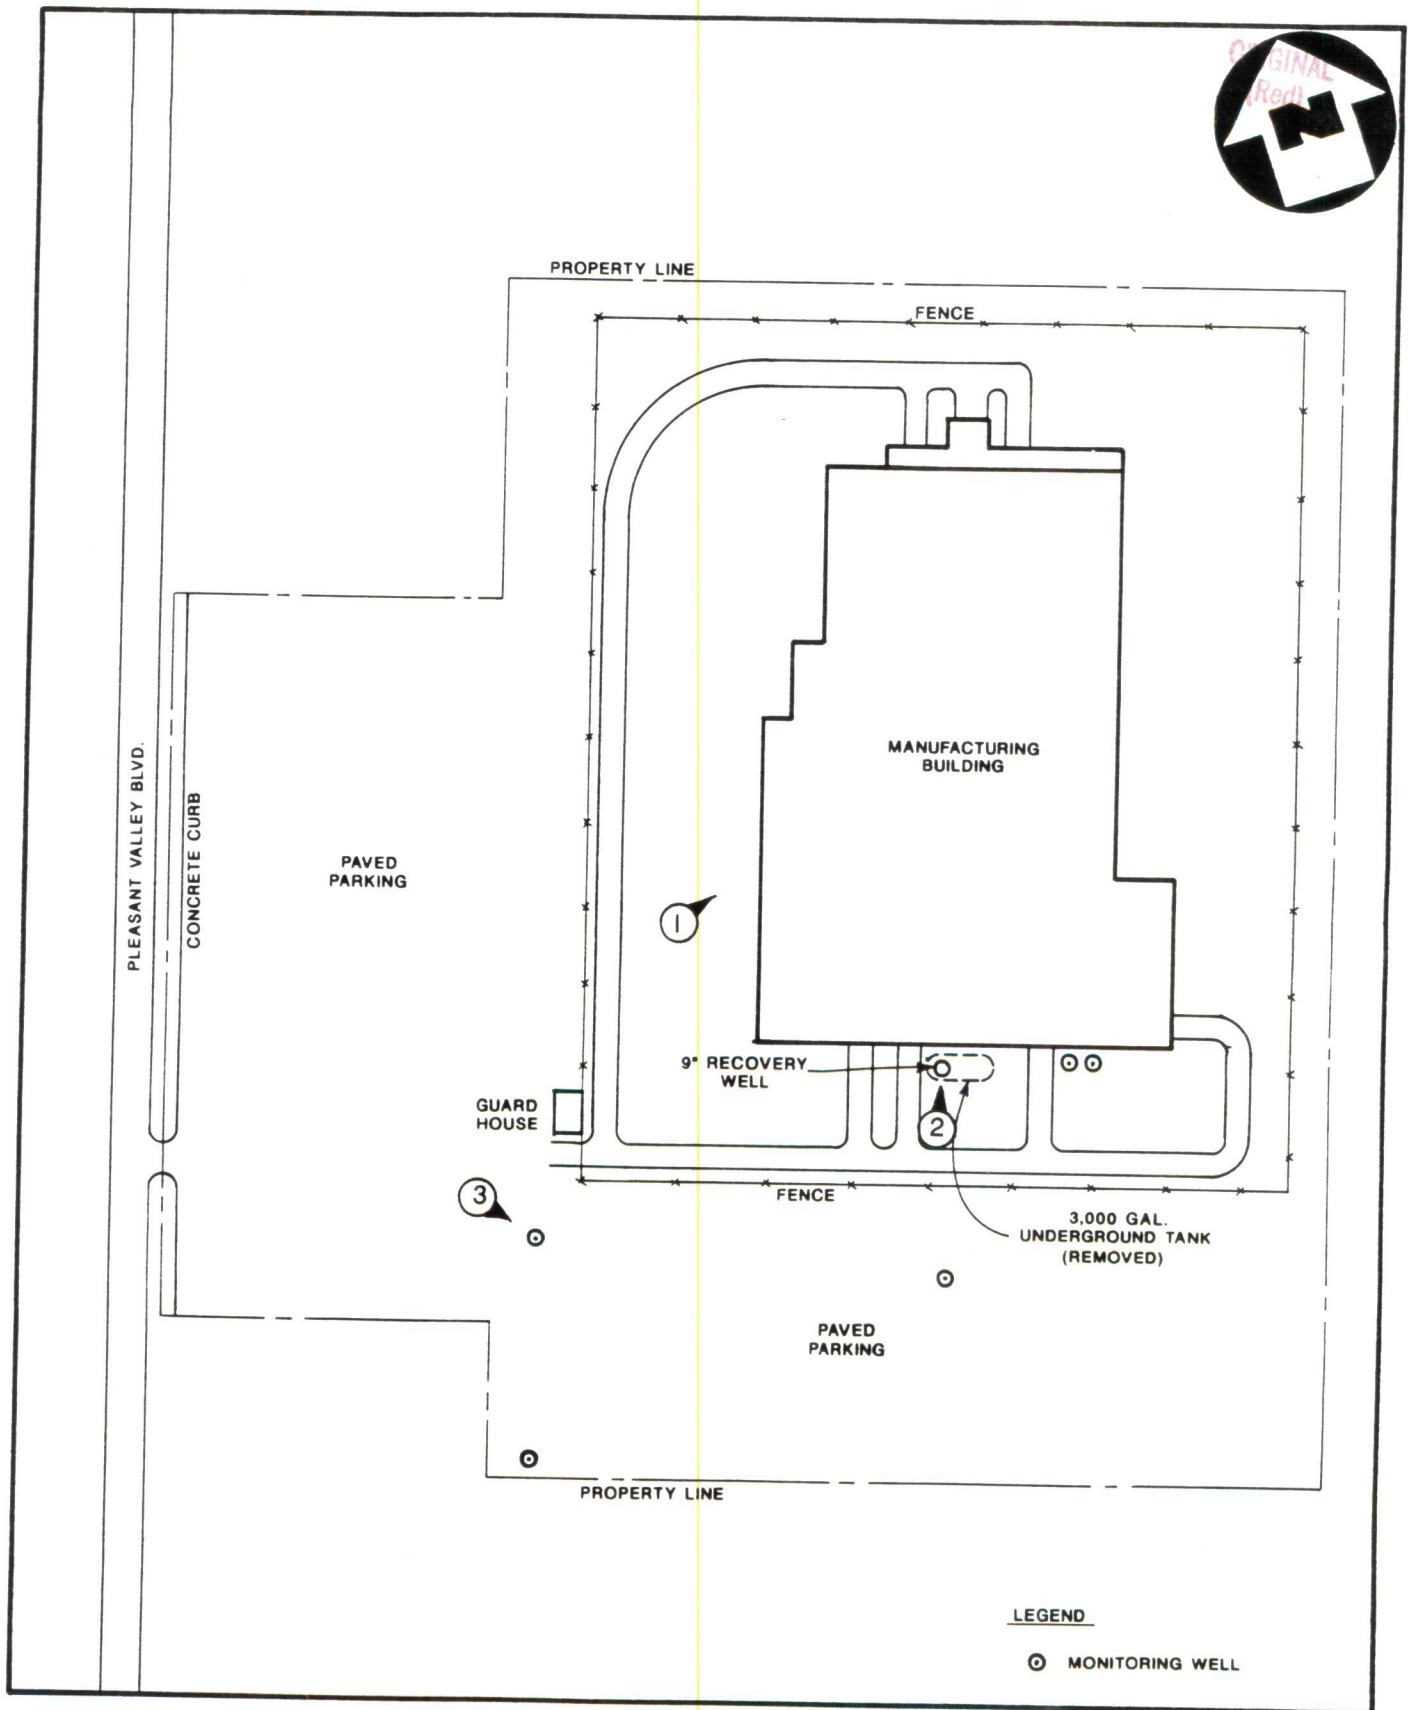 ORIGINAL
(Red)
N
PROPERTY LINE
FENCE
MANUFACTURING
BUILDING
PLEASANT VALLEY BLVD.
CONCRETE CURB
PAVED
PARKING
1
9" RECOVERY
WELL
GUARD
HOUSE
2
3
FENCE
3,000 GAL.
UNDERGROUND TANK
(REMOVED)
PAVED
PARKING
PROPERTY LINE
LEGEND
MONITORING WELL